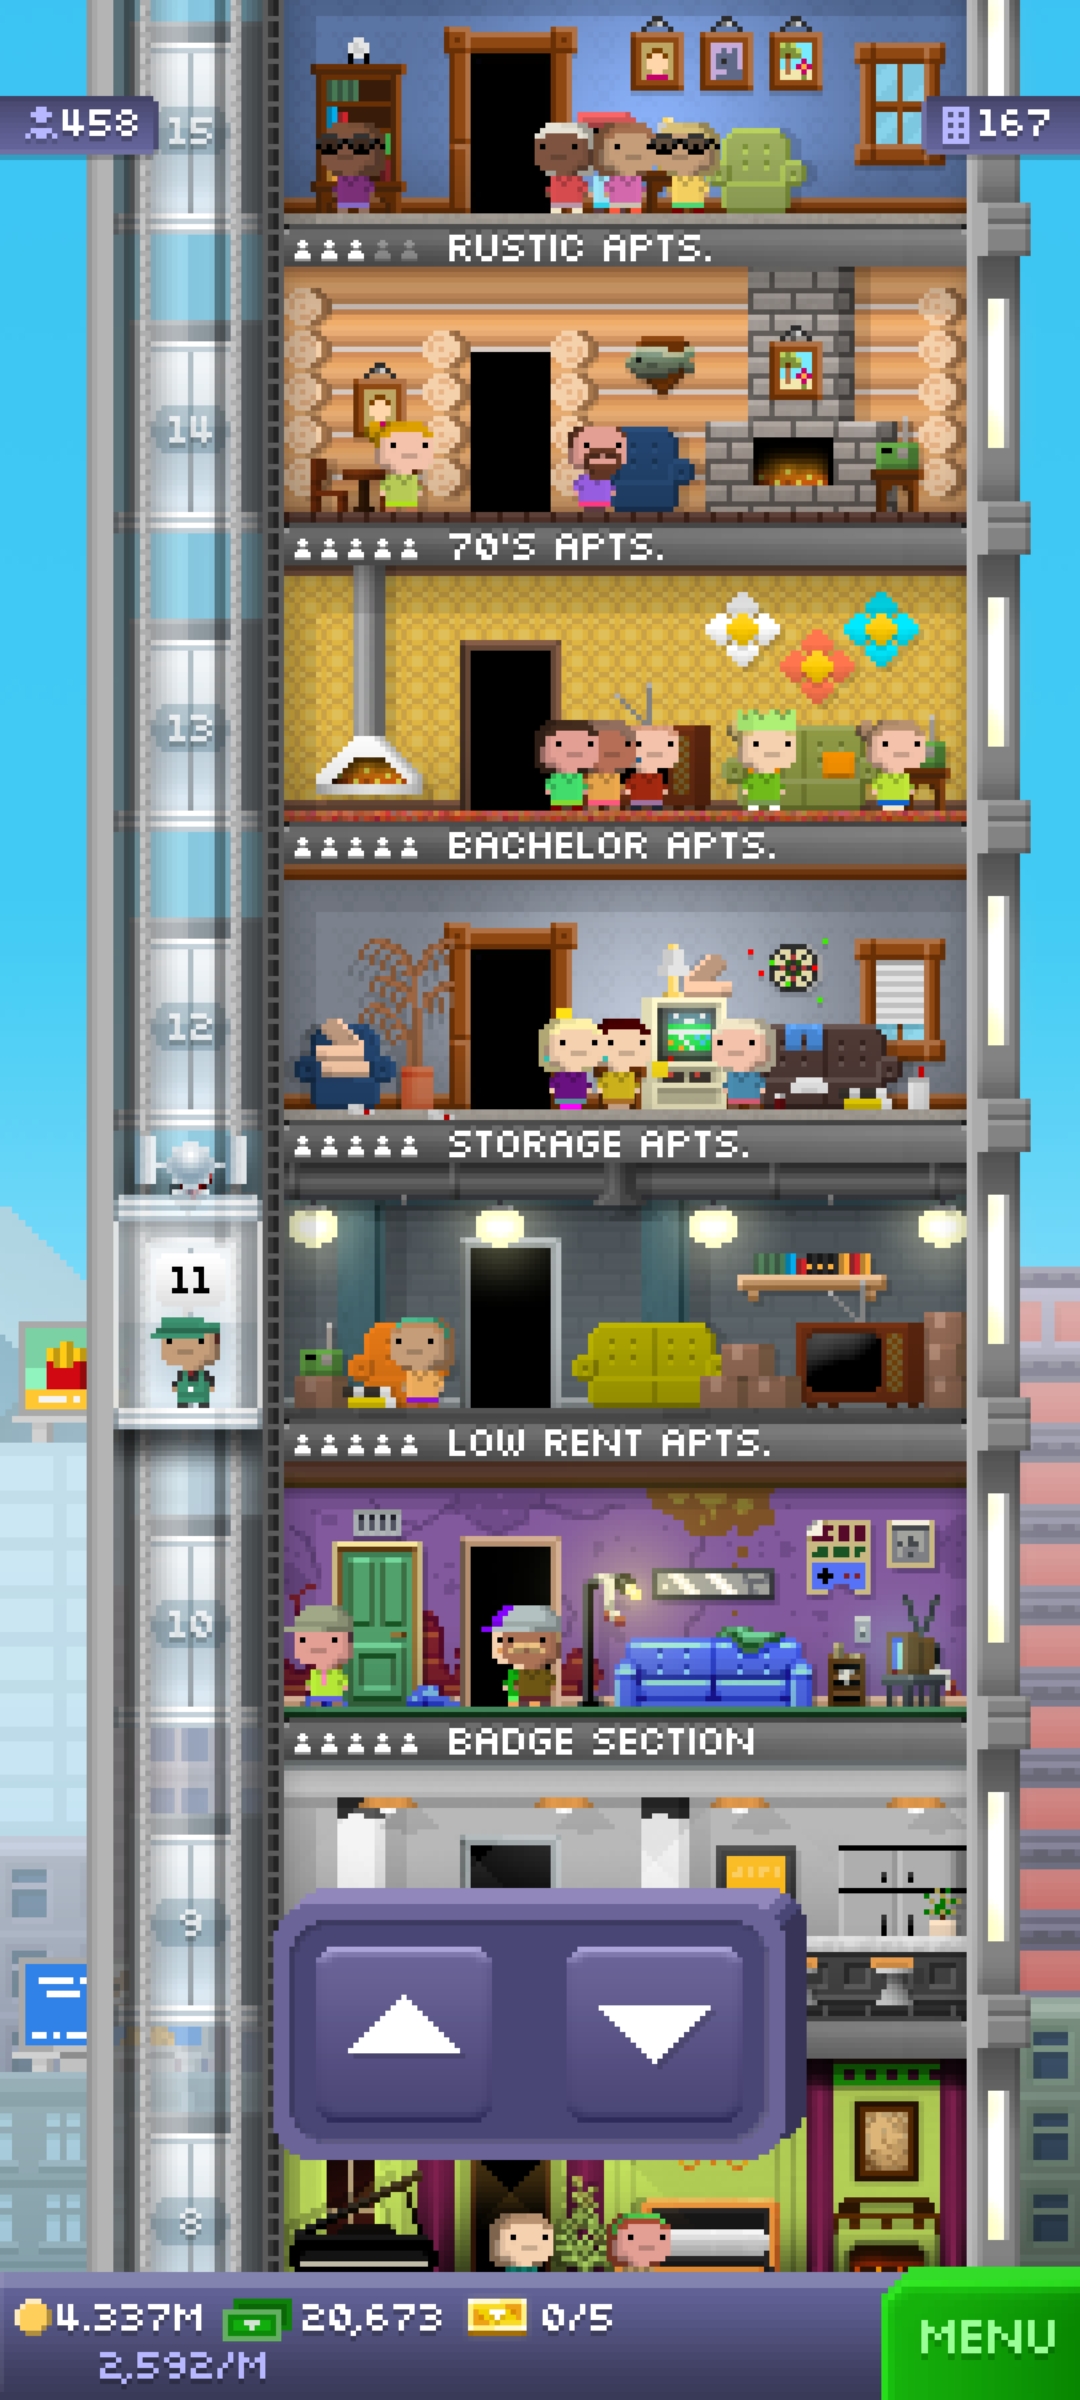 458
15
167
RUSTIC APTS.
14
70'S APTS.
13
BACHELOR APTS.
12
STORAGE APTS.
11
LOW RENT APTS.
10
BADGE SECTION
9
8
4.337M 20,673 0/5
2,592/M
MENU